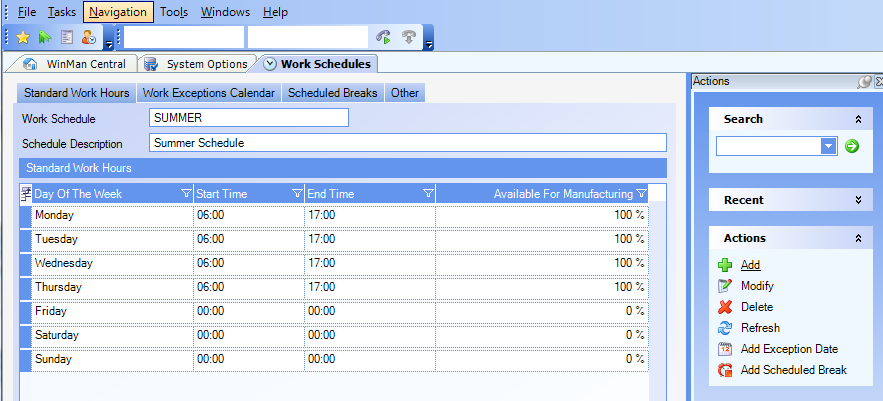 File Tasks Navigation Tools Windows Help
WinMan Central System Options Work Schedules
Standard Work Hours Work Exceptions Calendar Scheduled Breaks Other
Work Schedule SUMMER
Schedule Description Summer Schedule
Standard Work Hours
Day Of The Week Start Time End Time Available For Manufacturing
Monday 06:00 17:00 100 %
Tuesday 06:00 17:00 100 %
Wednesday 06:00 17:00 100 %
Thursday 06:00 17:00 100 %
Friday 00:00 00:00 0 %
Saturday 00:00 00:00 0 %
Sunday 00:00 00:00 0 %
Actions
Search
Recent
Actions
Add
Modify
Delete
Refresh
12 Add Exception Date
Add Scheduled Break